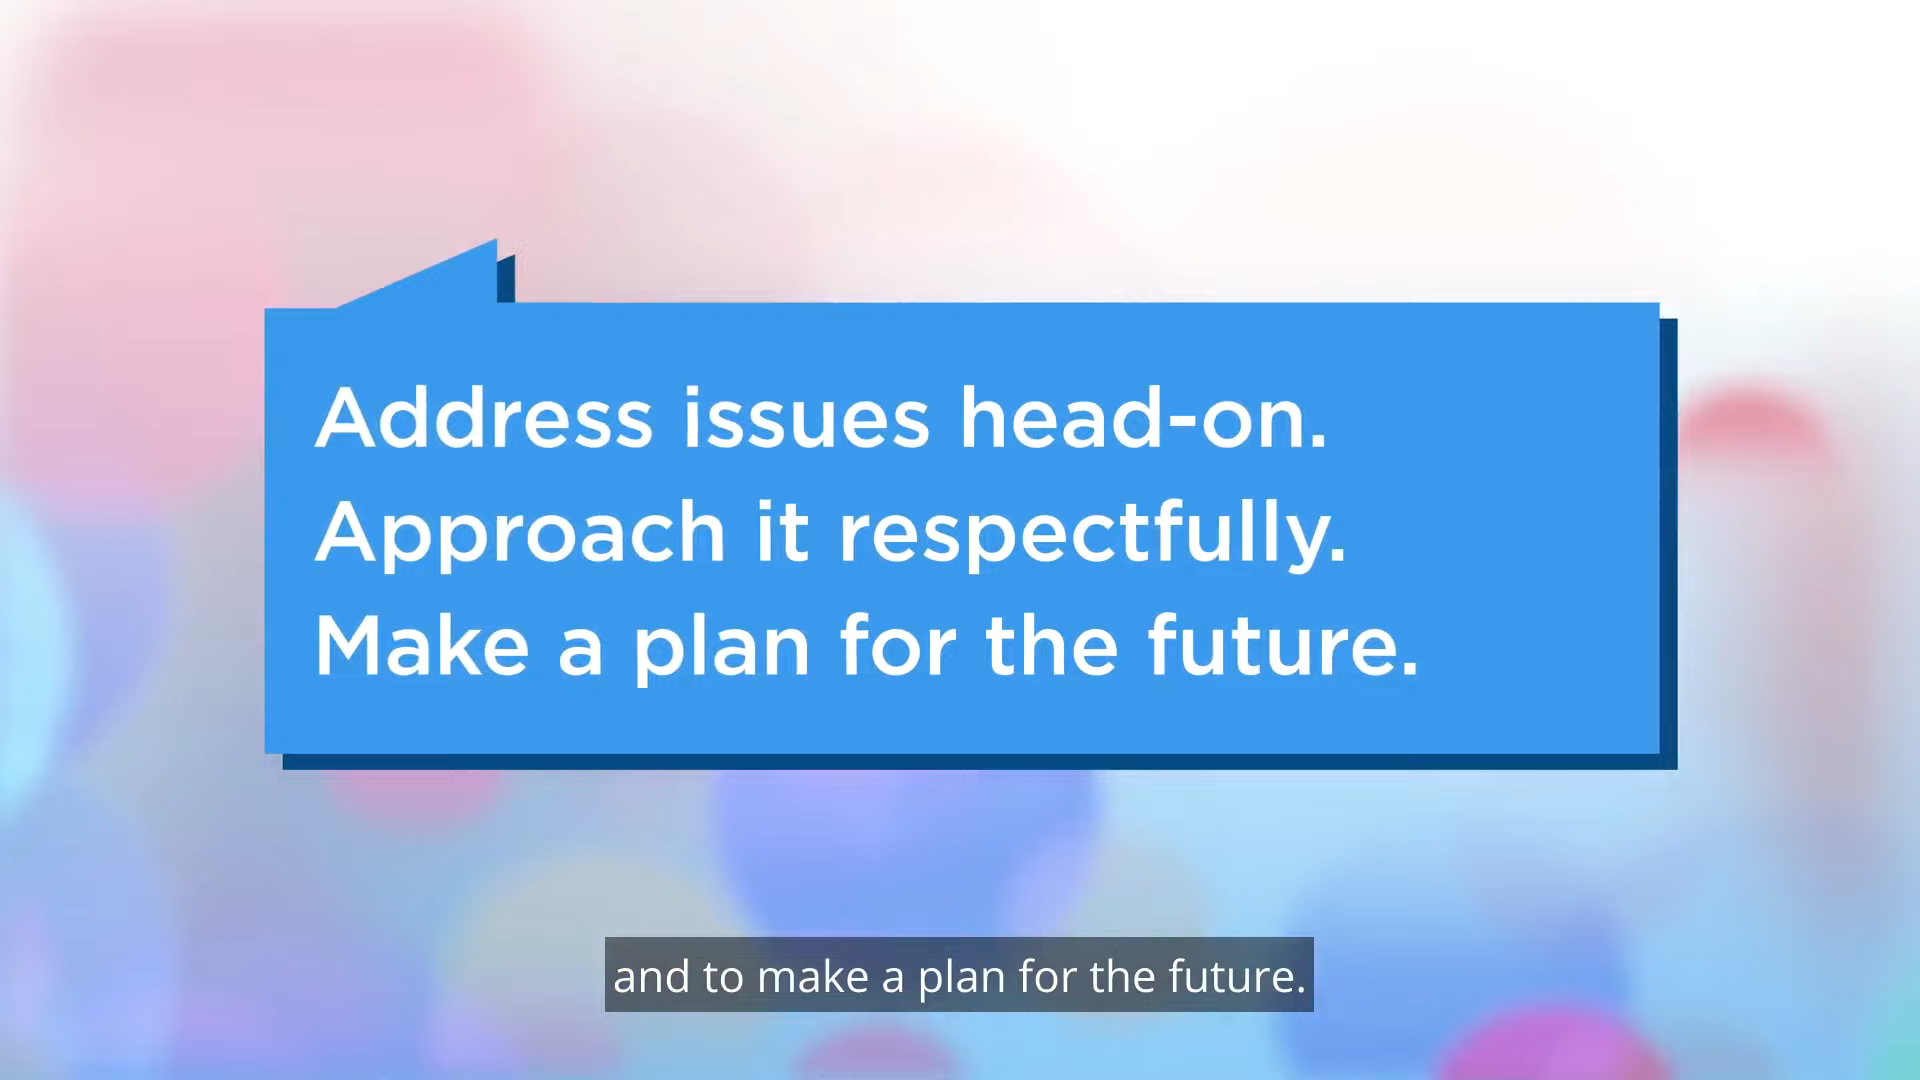 Address issues head-on.
Approach it respectfully.
Make a plan for the future.
and to make a plan for the future.